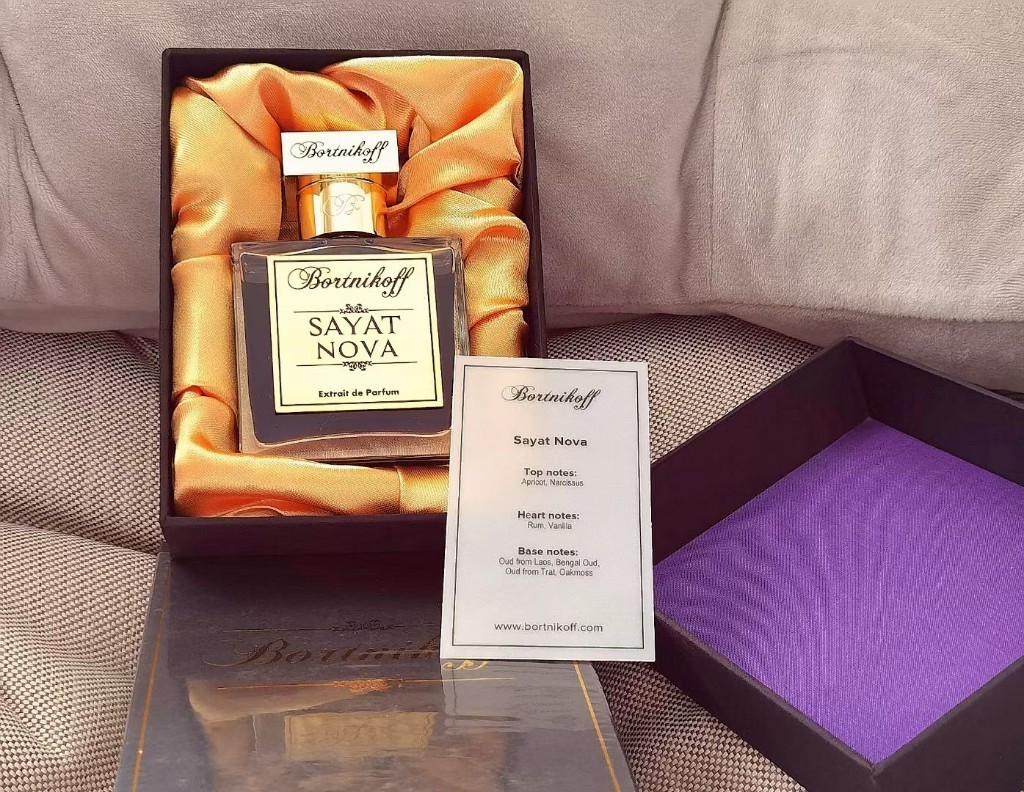 Bortnikoff
B
Bortnikoff
SAYAT
NOVA
Extrait de Parfum
Bortnikoff
Sayat Nova
Top notes:
Apricot, Narcissus
Heart notes:
Rum, Vanilla
Base notes:
Oud from Laos, Bengal Oud,
Oud from Trat, Oakmoss
www.bortnikoff.com
Bortnikoff